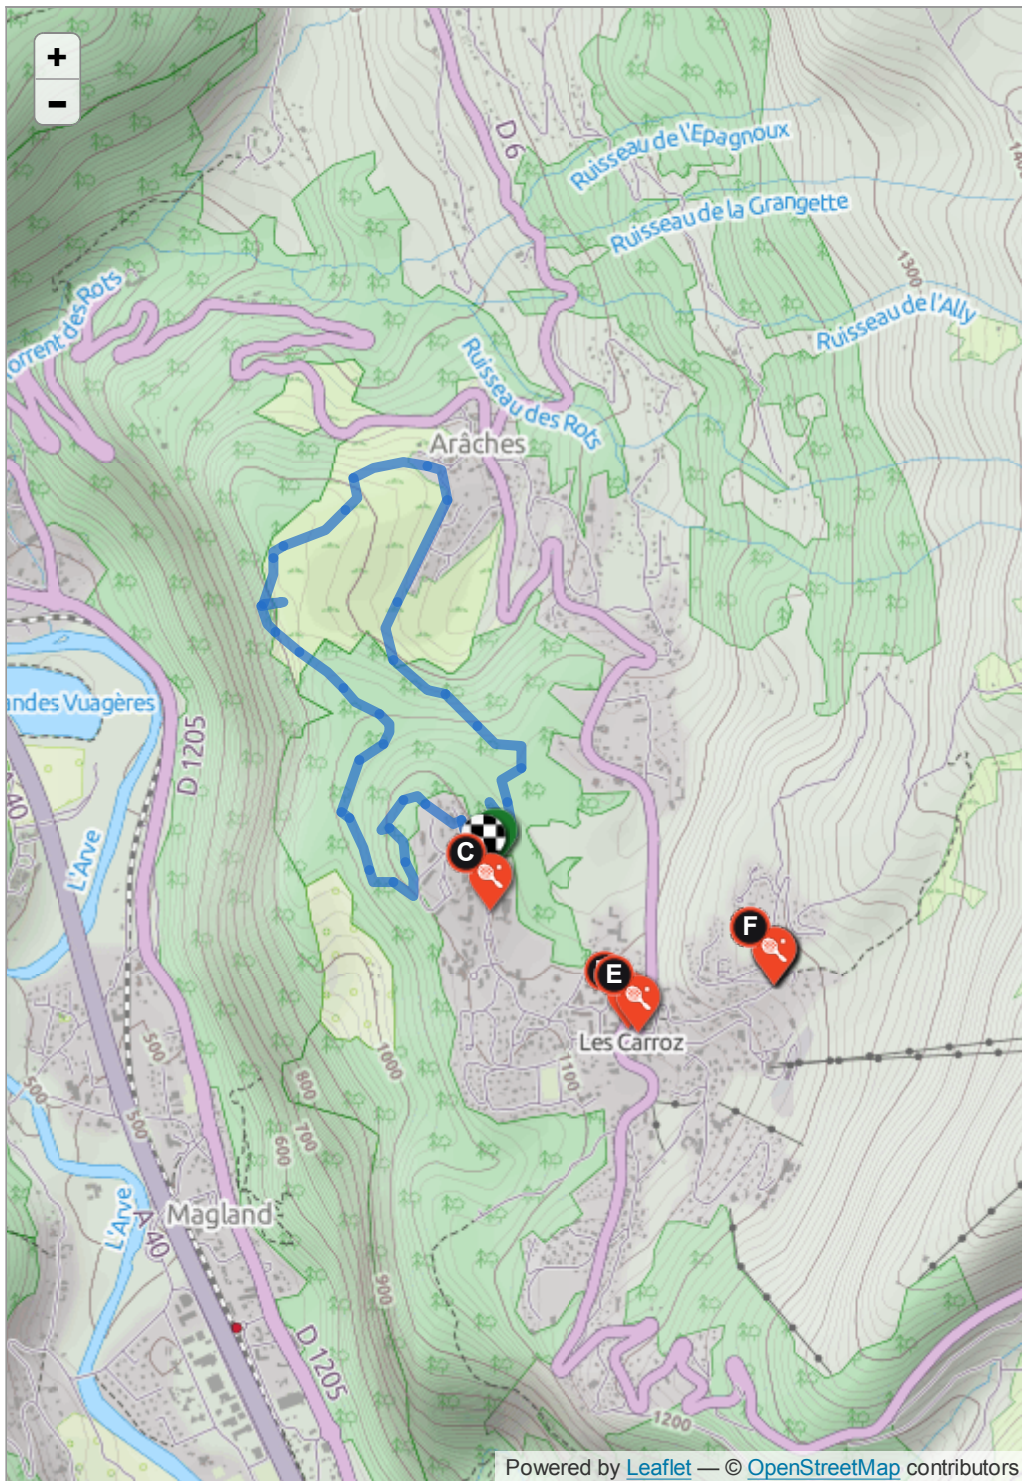 +
−
D 6
Ruisseau de l'Epagnoux
Ruisseau de la Grangette
1300
Torrent des Rots
Ruisseau de l'Ally
Ruisseau des Rots
Arâches
andes Vuagères
D 1205
A 40
L'Arve
C
F
E
Les Carroz
500
500
500
1000
1100
800
700
600
L'Arve
A 40
Magland
900
D 1205
1200
Powered by Leaflet — © OpenStreetMap contributors